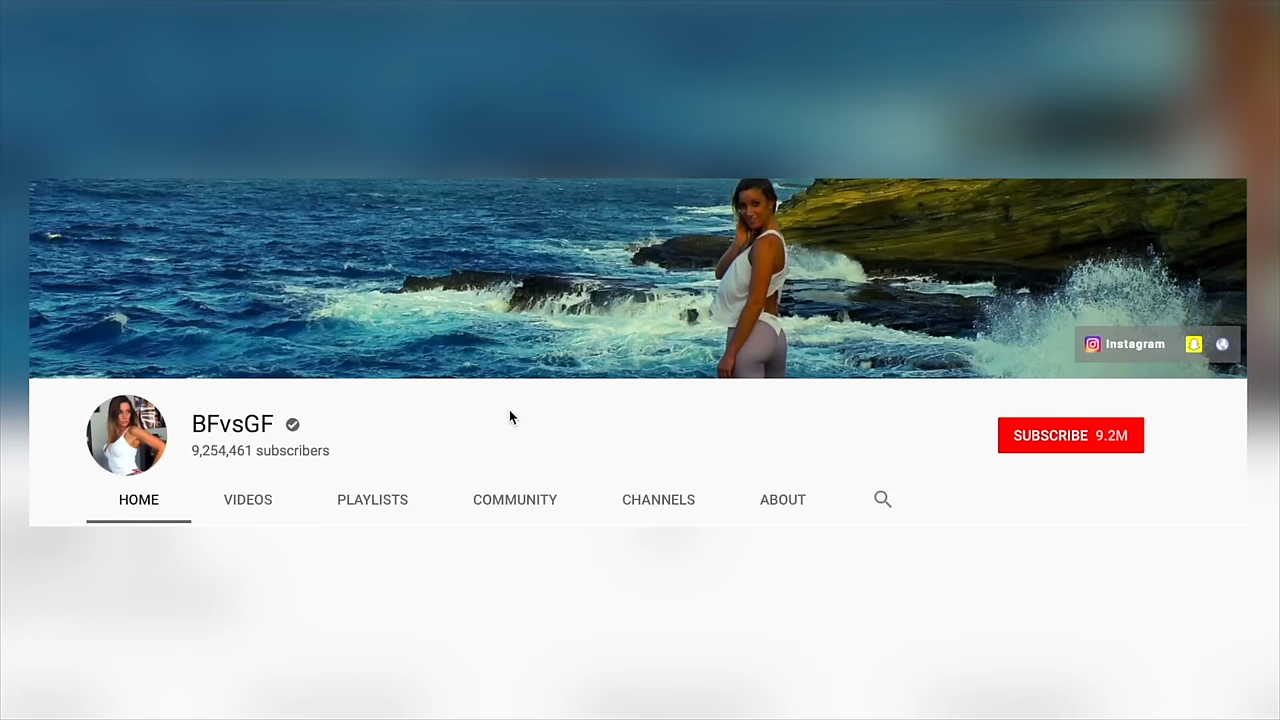 Instagram
BFvsGF
9,254,461 subscribers
SUBSCRIBE 9.2M
HOME VIDEOS PLAYLISTS COMMUNITY CHANNELS ABOUT